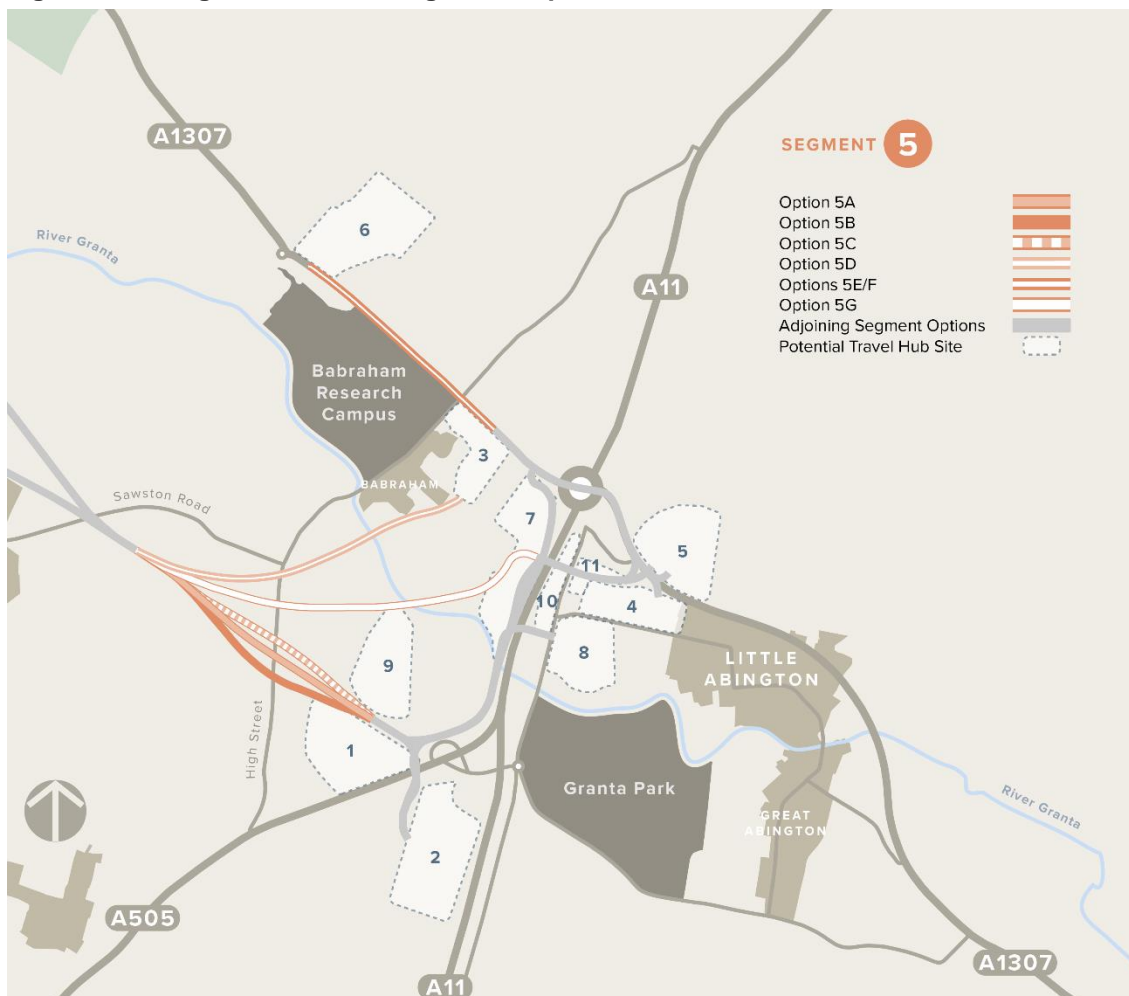 A1307
River Granta
6
A11
SEGMENT 5
Option 5A
Option 5B
Option 5C
Option 5D
Options 5E/F
Option 5G
Adjoining Segment Options
Potential Travel Hub Site
Babraham
Research
Campus
3
BABRAHAM
Sawston Road
7
5
11
10
4
8
9
LITTLE
ABINGTON
High Street
1
Granta Park
GREAT
ABINGTON
River Granta
2
A505
A11
A1307